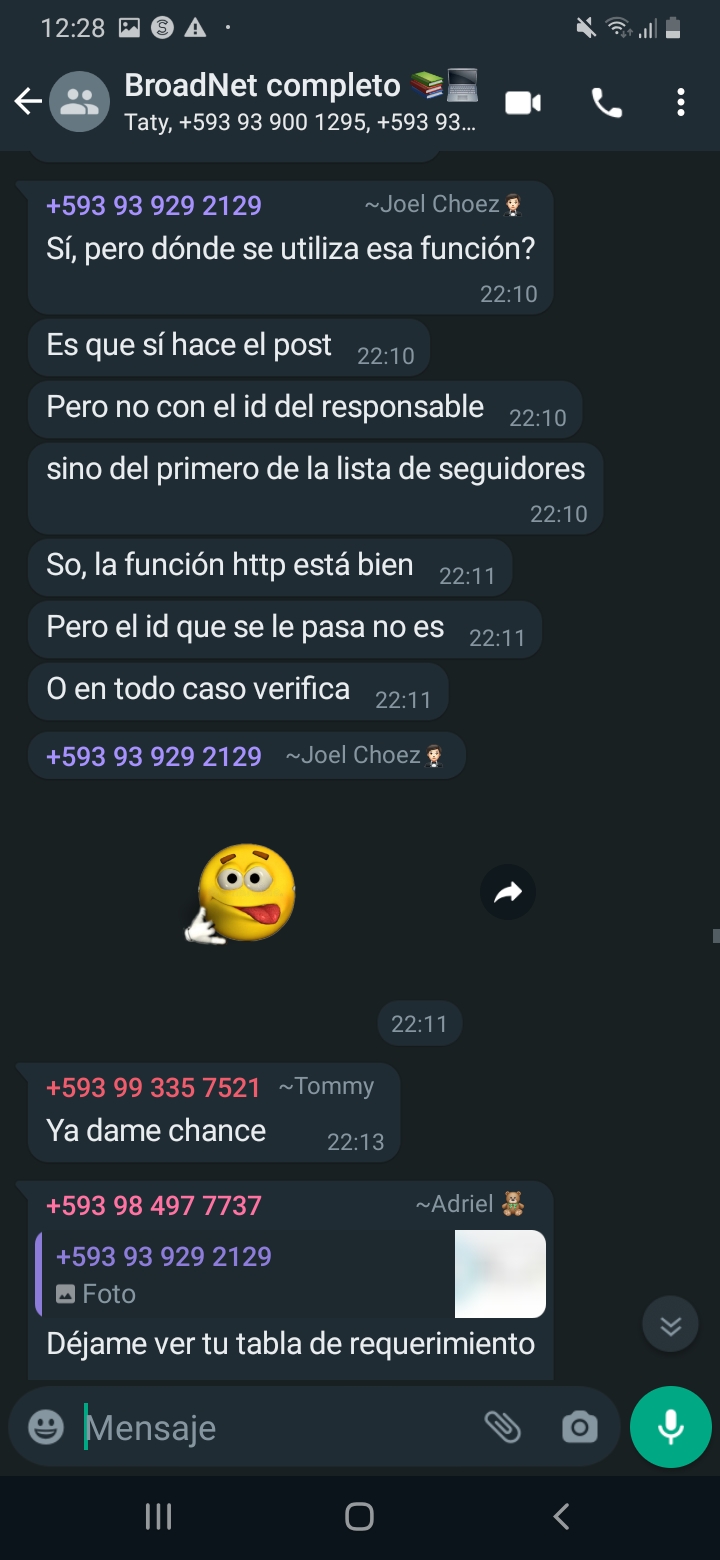 12:28
BroadNet completo 📚💻
Taty, +593 93 900 1295, +593 93...
+593 93 929 2129 ~Joel Choez🤵🏻
Sí, pero dónde se utiliza esa función?
22:10
Es que sí hace el post 22:10
Pero no con el id del responsable 22:10
sino del primero de la lista de seguidores
22:10
So, la función http está bien 22:11
Pero el id que se le pasa no es 22:11
O en todo caso verifica 22:11
+593 93 929 2129 ~Joel Choez🤵🏻
22:11
+593 99 335 7521 ~Tommy
Ya dame chance 22:13
+593 98 497 7737 ~Adriel 🧸
+593 93 929 2129
Foto
Déjame ver tu tabla de requerimiento
Mensaje